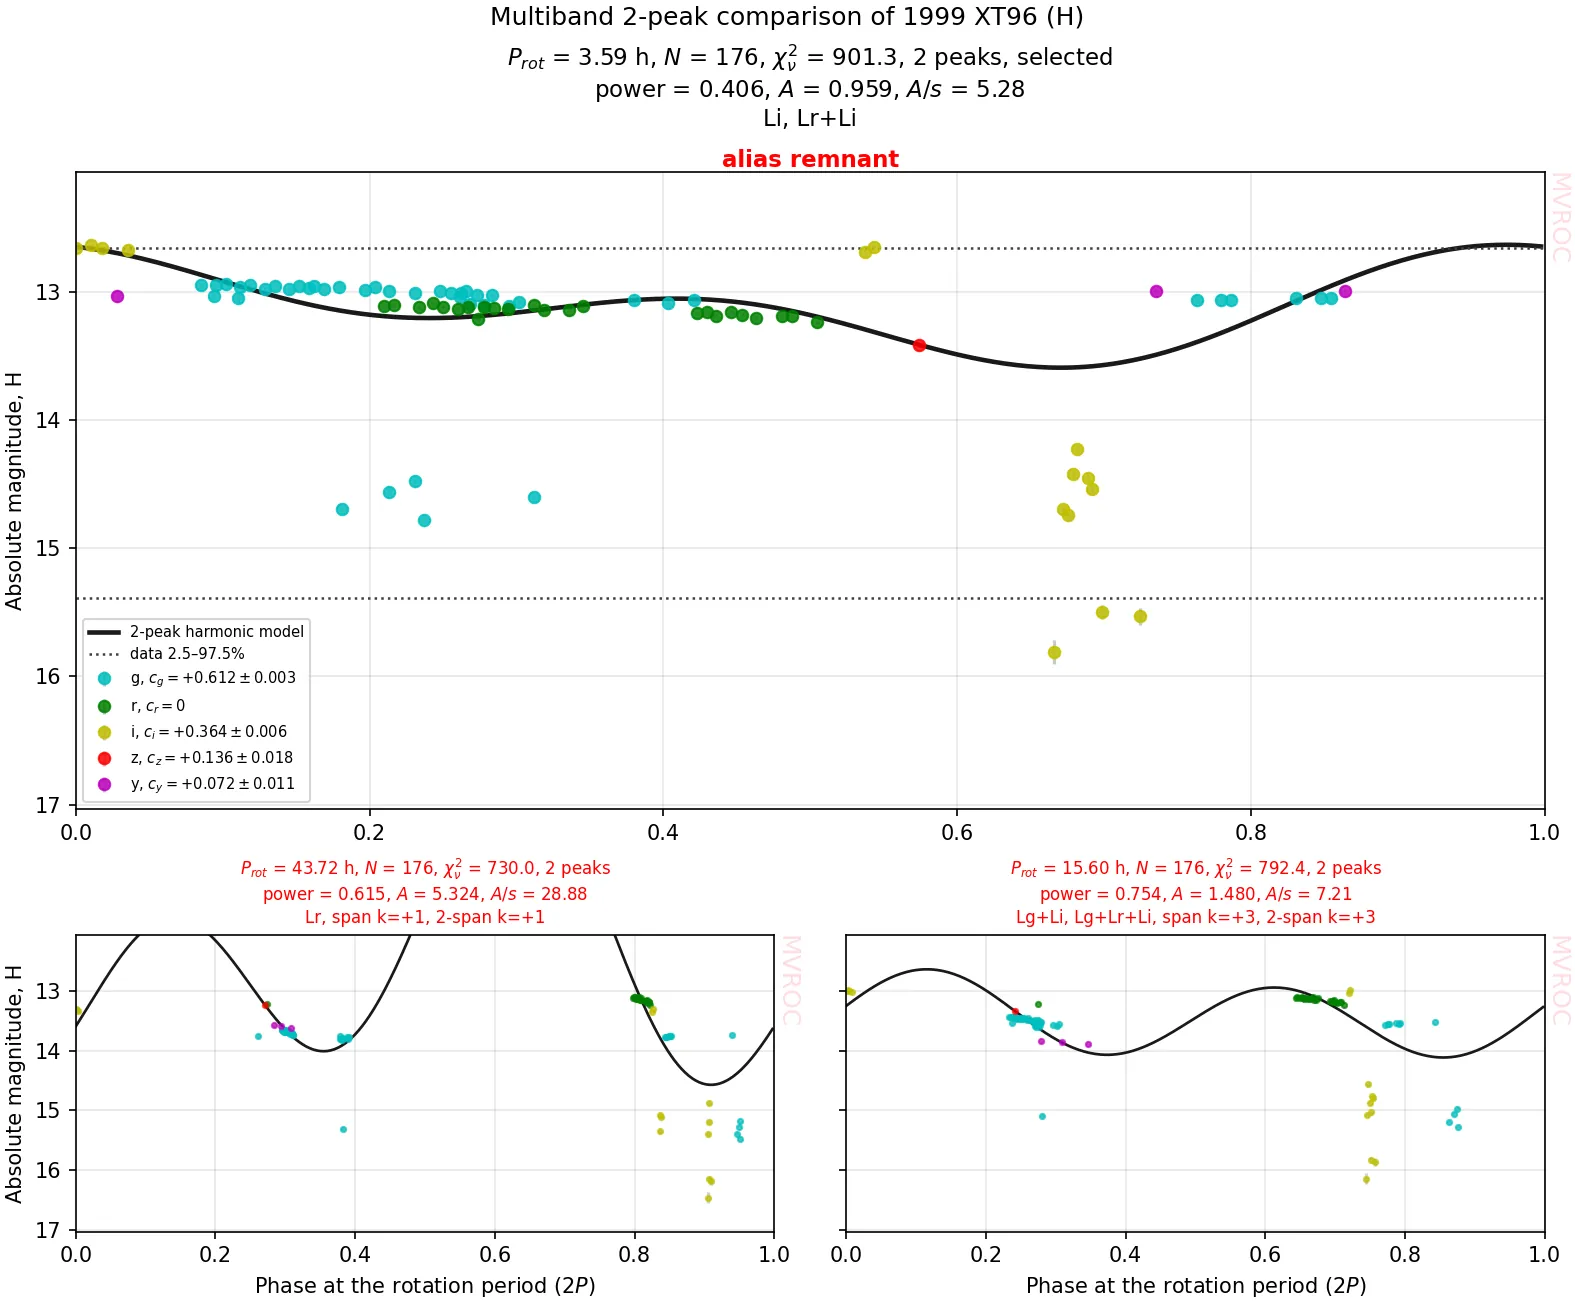 Multiband 2-peak comparison of 1999 XT96 (H)
P_rot = 3.59 h, N = 176, χ²_ν = 901.3, 2 peaks, selected
power = 0.406, A = 0.959, A/s = 5.28
Li, Lr+Li
alias remnant
MVROC
Absolute magnitude, H
13
14
15
16
17
2-peak harmonic model
data 2.5–97.5%
g, c_g = +0.612 ± 0.003
r, c_r = 0
i, c_i = +0.364 ± 0.006
z, c_z = +0.136 ± 0.018
y, c_y = +0.072 ± 0.011
0.0 0.2 0.4 0.6 0.8 1.0
P_rot = 43.72 h, N = 176, χ²_ν = 730.0, 2 peaks
power = 0.615, A = 5.324, A/s = 28.88
Lr, span k=+1, 2-span k=+1
MVROC
Absolute magnitude, H
13
14
15
16
17
0.0 0.2 0.4 0.6 0.8 1.0
Phase at the rotation period (2P)
P_rot = 15.60 h, N = 176, χ²_ν = 792.4, 2 peaks
power = 0.754, A = 1.480, A/s = 7.21
Lg+Li, Lg+Lr+Li, span k=+3, 2-span k=+3
MVROC
0.0 0.2 0.4 0.6 0.8 1.0
Phase at the rotation period (2P)